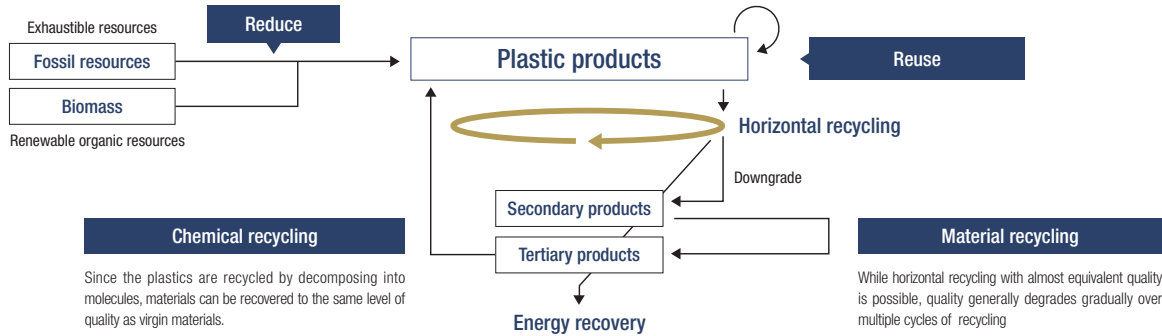 Exhaustible resources
Reduce
Fossil resources
Plastic products
Reuse
Biomass
Renewable organic resources
Horizontal recycling
Downgrade
Secondary products
Chemical recycling
Tertiary products
Material recycling
Since the plastics are recycled by decomposing into
molecules, materials can be recovered to the same level of
quality as virgin materials.
While horizontal recycling with almost equivalent quality
is possible, quality generally degrades gradually over
multiple cycles of recycling
Energy recovery